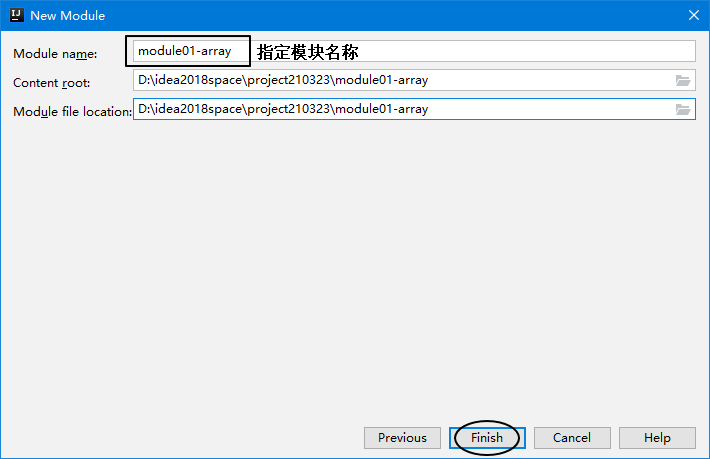 New Module
Module name: module01-array 指定模块名称
Content root: D:\idea2018space\project210323\module01-array
Module file location: D:\idea2018space\project210323\module01-array
Previous Finish Cancel Help